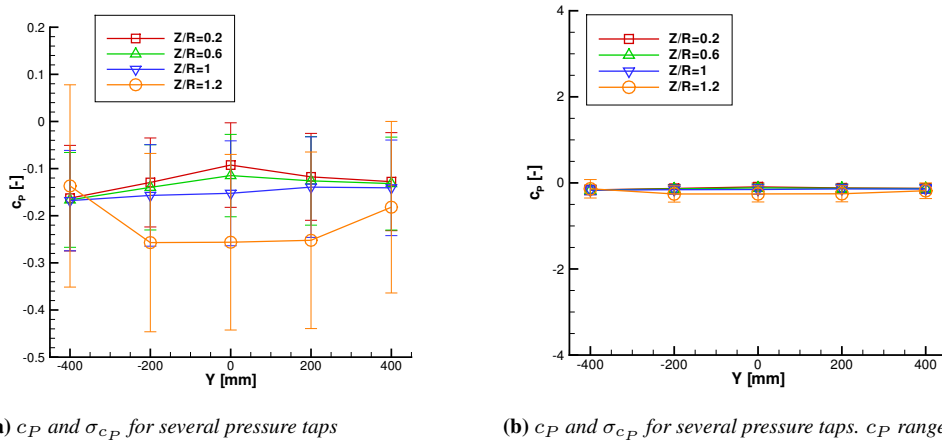 0.2
0.1
0
-0.1
-0.2
-0.3
-0.4
-0.5
cP [-]
-400
-200
0
200
400
Y [mm]
Z/R=0.2
Z/R=0.6
Z/R=1
Z/R=1.2
4
2
0
-2
-4
cP [-]
-400
-200
0
200
400
Y [mm]
Z/R=0.2
Z/R=0.6
Z/R=1
Z/R=1.2
) cP and σcP for several pressure taps
(b) cP and σcP for several pressure taps. cP range